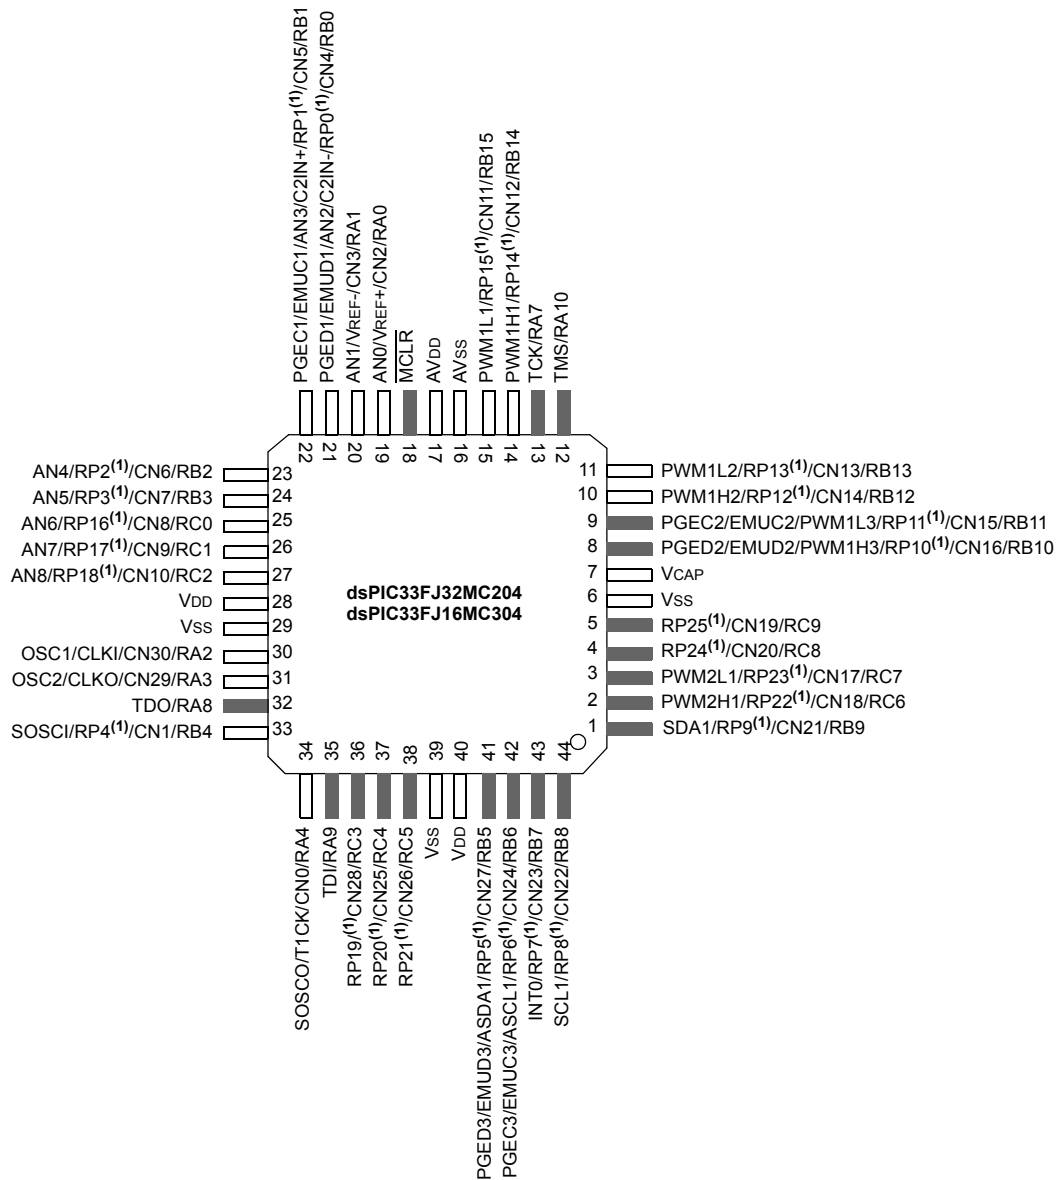 PGEC1/EMUC1/AN3/C2IN+/RP1(1)/CN5/RB1
PGED1/EMUD1/AN2/C2IN-/RP0(1)/CN4/RB0
AN1/VREF-/CN3/RA1
AN0/VREF+/CN2/RA0
MCLR
AVDD
AVSS
PWM1L1/RP15(1)/CN11/RB15
PWM1H1/RP14(1)/CN12/RB14
TCK/RA7
TMS/RA10
22
21
20
19
18
17
16
15
14
13
12
AN4/RP2(1)/CN6/RB2 23
AN5/RP3(1)/CN7/RB3 24
AN6/RP16(1)/CN8/RC0 25
AN7/RP17(1)/CN9/RC1 26
AN8/RP18(1)/CN10/RC2 27
VDD 28
VSS 29
OSC1/CLKI/CN30/RA2 30
OSC2/CLKO/CN29/RA3 31
TDO/RA8 32
SOSCI/RP4(1)/CN1/RB4 33
dsPIC33FJ32MC204
dsPIC33FJ16MC304
11 PWM1L2/RP13(1)/CN13/RB13
10 PWM1H2/RP12(1)/CN14/RB12
9 PGEC2/EMUC2/PWM1L3/RP11(1)/CN15/RB11
8 PGED2/EMUD2/PWM1H3/RP10(1)/CN16/RB10
7 VCAP
6 VSS
5 RP25(1)/CN19/RC9
4 RP24(1)/CN20/RC8
3 PWM2L1/RP23(1)/CN17/RC7
2 PWM2H1/RP22(1)/CN18/RC6
1 SDA1/RP9(1)/CN21/RB9
34
35
36
37
38
39
40
41
42
43
44
SOSCO/T1CK/CN0/RA4
TDI/RA9
RP19/(1)CN28/RC3
RP20(1)/CN25/RC4
RP21(1)/CN26/RC5
VSS
VDD
PGED3/EMUD3/ASDA1/RP5(1)/CN27/RB5
PGEC3/EMUC3/ASCL1/RP6(1)/CN24/RB6
INT0/RP7(1)/CN23/RB7
SCL1/RP8(1)/CN22/RB8